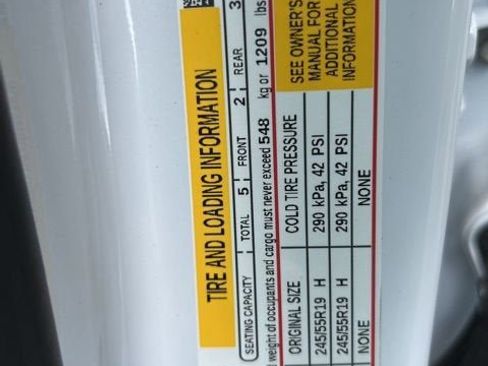 TIRE AND LOADING INFORMATION
SEATING CAPACITY TOTAL 5 FRONT 2 REAR 3
weight of occupants and cargo must never exceed 548 kg or 1209 lbs
ORIGINAL SIZE COLD TIRE PRESSURE
245/55R19 H 290 kPa, 42 PSI
245/55R19 H 290 kPa, 42 PSI
NONE NONE
SEE OWNER'S
MANUAL FOR
ADDITIONAL
INFORMATION